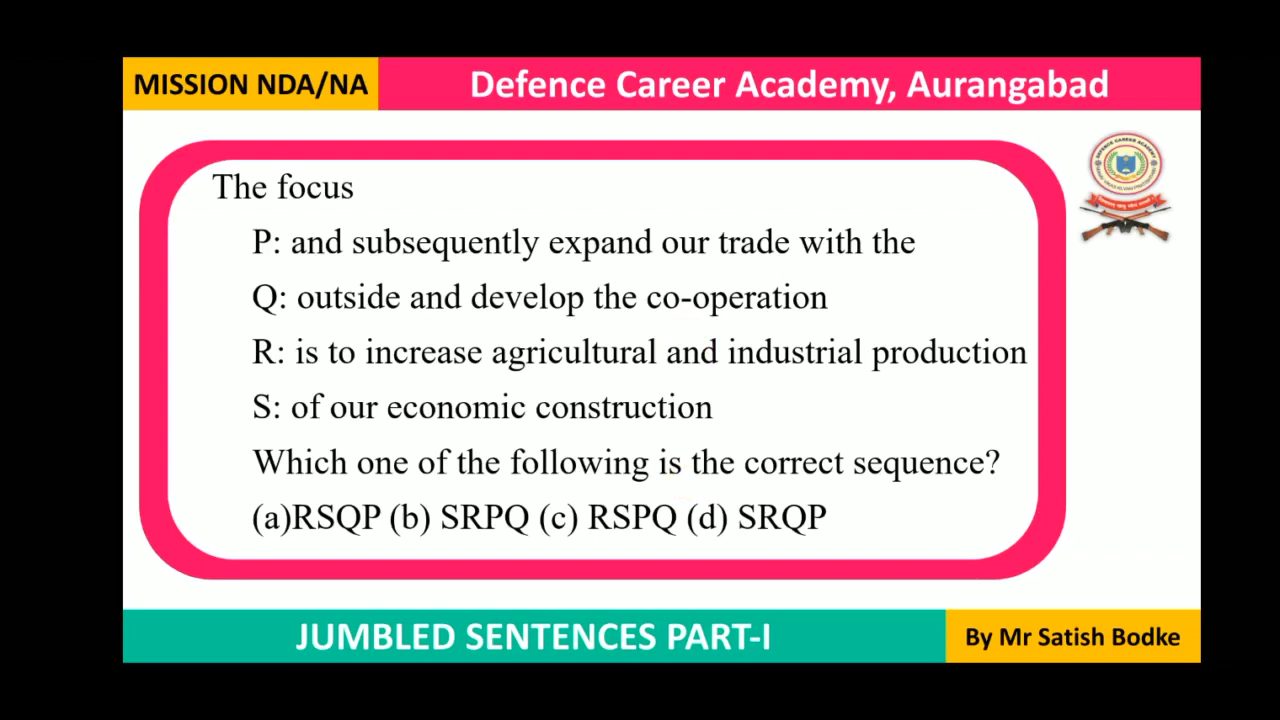 MISSION NDA/NA
Defence Career Academy, Aurangabad
The focus
P: and subsequently expand our trade with the
Q: outside and develop the co-operation
R: is to increase agricultural and industrial production
S: of our economic construction
Which one of the following is the correct sequence?
(a)RSQP (b) SRPQ (c) RSPQ (d) SRQP
JUMBLED SENTENCES PART-I
By Mr Satish Bodke